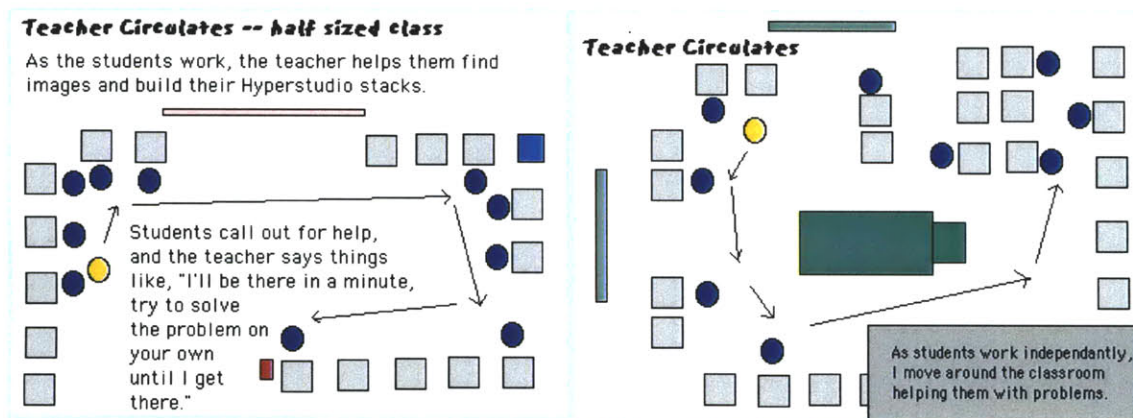 Teacher Circulates -- half sized class
As the students work, the teacher helps them find
images and build their Hyperstudio stacks.
Students call out for help,
and the teacher says things
like, "I'll be there in a minute,
try to solve
the problem on
your own
until I get
there."
Teacher Circulates
As students work independantly,
I move around the classroom
helping them with problems.